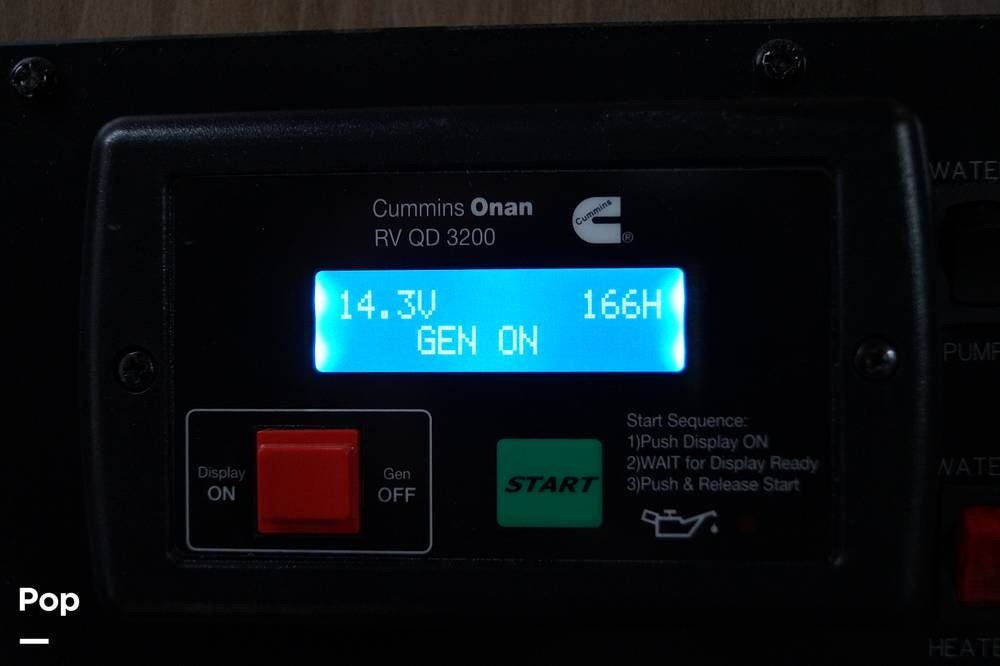 Cummins Onan
RV QD 3200
Cummins
®
14.3V 166H
GEN ON
WATE
PUMP
Start Sequence:
1)Push Display ON
2)WAIT for Display Ready
3)Push & Release Start
Display
ON
Gen
OFF
START
WATE
HEATE
Pop